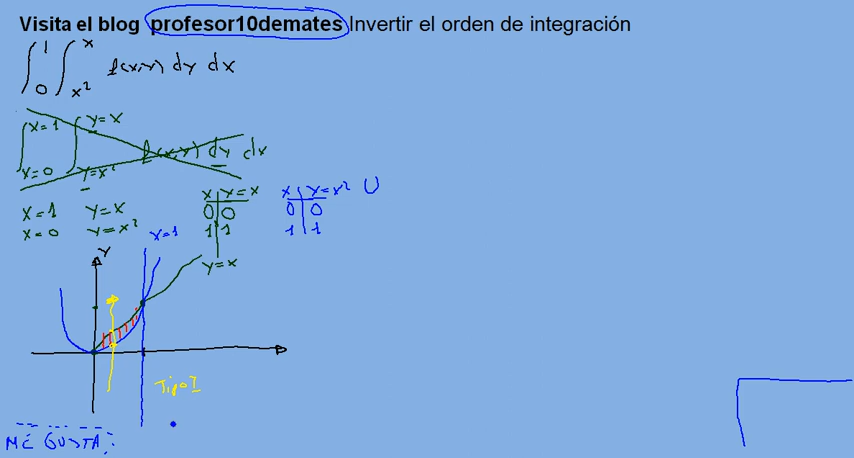 Visita el blog profesor10demates Invertir el orden de integración
∫₀¹ ∫ₓ²ˣ f(x,y) dy dx
∫ₓ₌₀ˣ⁼¹ ∫ y=x y=x² f(x,y) dy dx
x=1 y=x
x=0 y=x²
x y=x
0 0
1 1
x y=x² U
0 0
1 1
x=1
y
y=x
Tipo I
ME GUSTA: